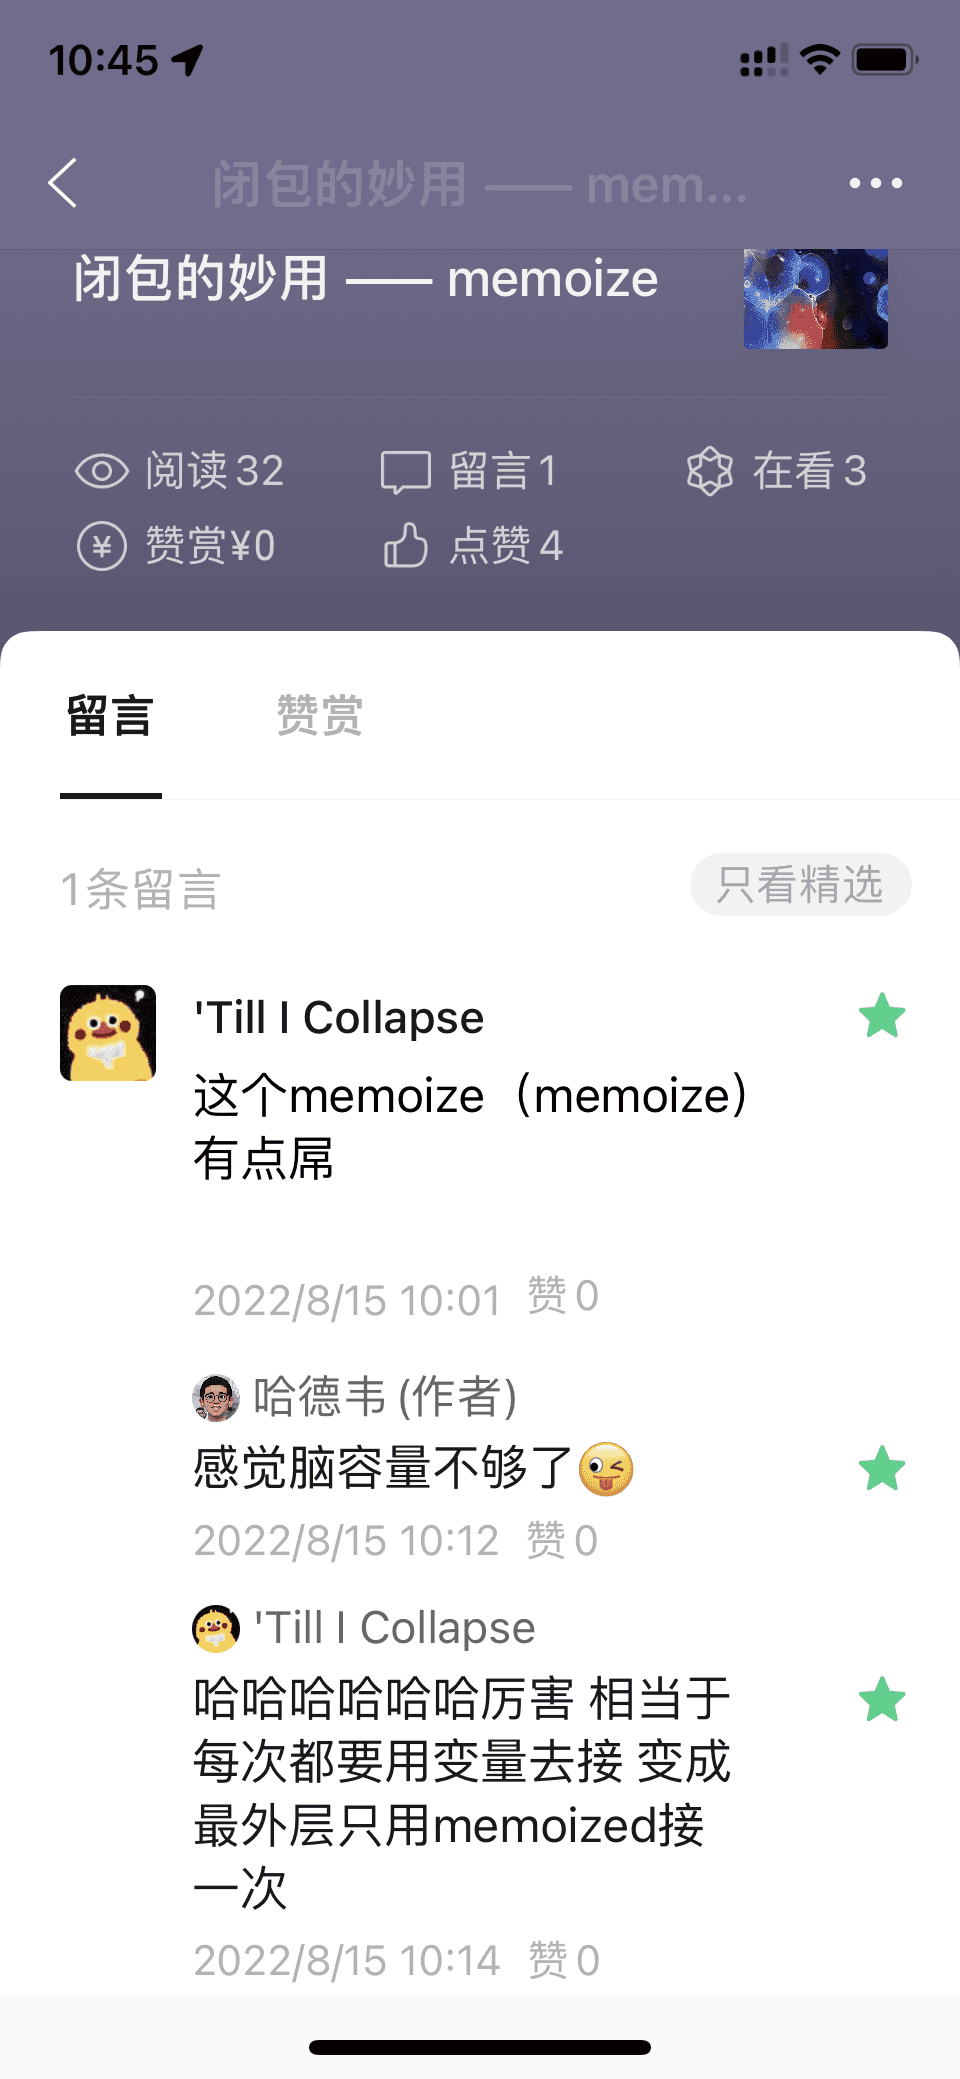 10:45
闭包的妙用 —— mem...
闭包的妙用 —— memoize
阅读 32 留言 1 在看 3
赞赏¥0 点赞 4
留言 赞赏
1条留言 只看精选
'Till I Collapse
这个memoize（memoize）
有点屌
2022/8/15 10:01 赞 0
哈德韦 (作者)
感觉脑容量不够了😜
2022/8/15 10:12 赞 0
'Till I Collapse
哈哈哈哈哈哈厉害 相当于
每次都要用变量去接 变成
最外层只用memoized接
一次
2022/8/15 10:14 赞 0